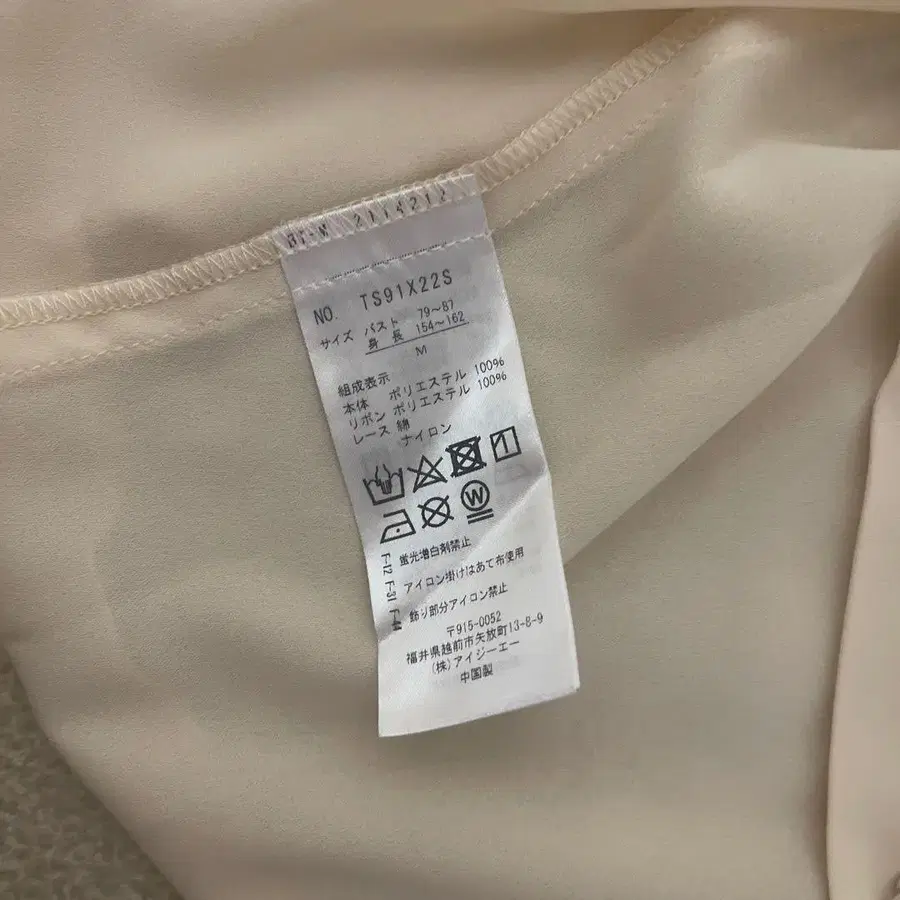 2114212
NO. TS91X22S
サイズ バスト 79～87
身長 154～162
M
組成表示
本体 ポリエステル 100%
リボン ポリエステル 100%
レース 綿
ナイロン
W
F-12 蛍光増白剤禁止
F-31 アイロン掛けはあて布使用
F-44 飾り部分アイロン禁止
〒915-0052
福井県越前市矢放町13-8-9
(株)アイジーエー
中国製